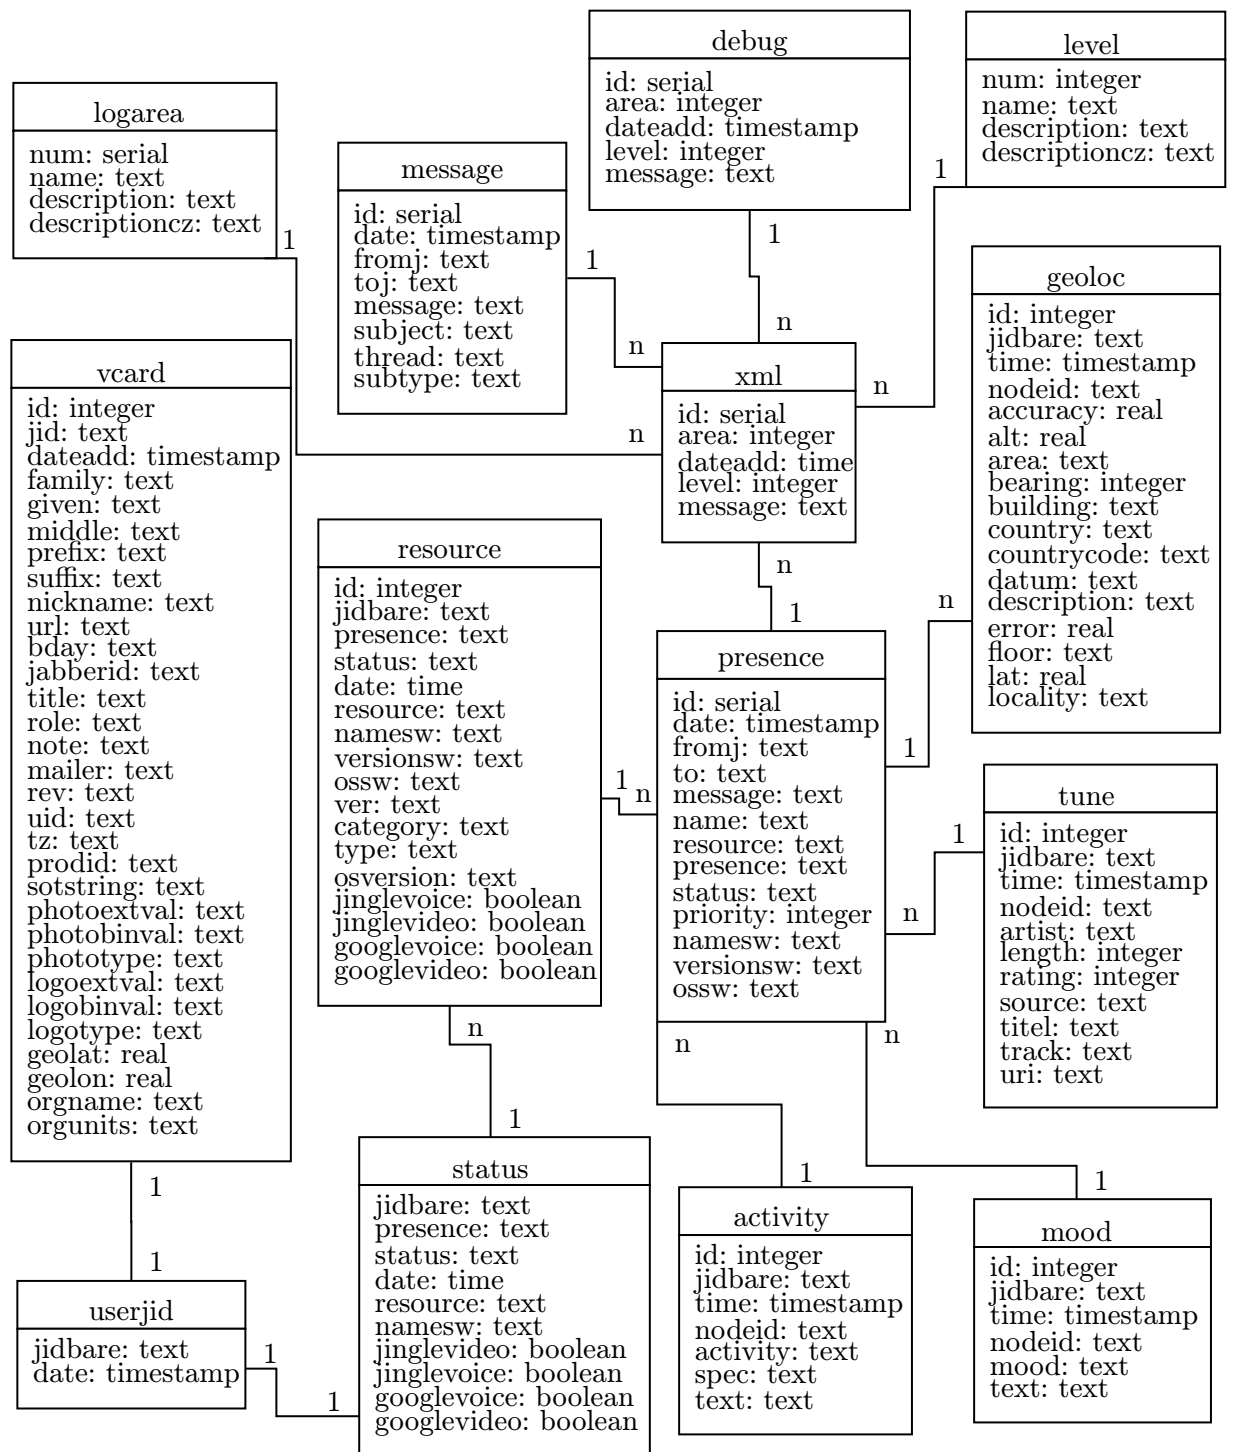 debug
id: serial
area: integer
dateadd: timestamp
level: integer
message: text
level
num: integer
name: text
description: text
descriptioncz: text
1
logarea
num: serial
name: text
description: text
descriptioncz: text
1
message
id: serial
date: timestamp
fromj: text
toj: text
message: text
subject: text
thread: text
subtype: text
1
n
1
n
n
n
xml
id: serial
area: integer
dateadd: time
level: integer
message: text
n
1
geoloc
id: integer
jidbare: text
time: timestamp
nodeid: text
accuracy: real
alt: real
area: text
bearing: integer
building: text
country: text
countrycode: text
datum: text
description: text
error: real
floor: text
lat: real
locality: text
n
1
vcard
id: integer
jid: text
dateadd: timestamp
family: text
given: text
middle: text
prefix: text
suffix: text
nickname: text
url: text
bday: text
jabberid: text
title: text
role: text
note: text
mailer: text
rev: text
uid: text
tz: text
prodid: text
sotstring: text
photoextval: text
photobinval: text
phototype: text
logoextval: text
logobinval: text
logotype: text
geolat: real
geolon: real
orgname: text
orgunits: text
1
1
resource
id: integer
jidbare: text
presence: text
status: text
date: time
resource: text
namesw: text
versionsw: text
ossw: text
ver: text
category: text
type: text
osversion: text
jinglevoice: boolean
jinglevideo: boolean
googlevoice: boolean
googlevideo: boolean
1
n
n
1
presence
id: serial
date: timestamp
fromj: text
to: text
message: text
name: text
resource: text
presence: text
status: text
priority: integer
namesw: text
versionsw: text
ossw: text
n
n
tune
id: integer
jidbare: text
time: timestamp
nodeid: text
artist: text
length: integer
rating: integer
source: text
titel: text
track: text
uri: text
1
n
userjid
jidbare: text
date: timestamp
1
1
status
jidbare: text
presence: text
status: text
date: time
resource: text
namesw: text
jinglevideo: boolean
jinglevoice: boolean
googlevoice: boolean
googlevideo: boolean
1
activity
id: integer
jidbare: text
time: timestamp
nodeid: text
activity: text
spec: text
text: text
1
mood
id: integer
jidbare: text
time: timestamp
nodeid: text
mood: text
text: text